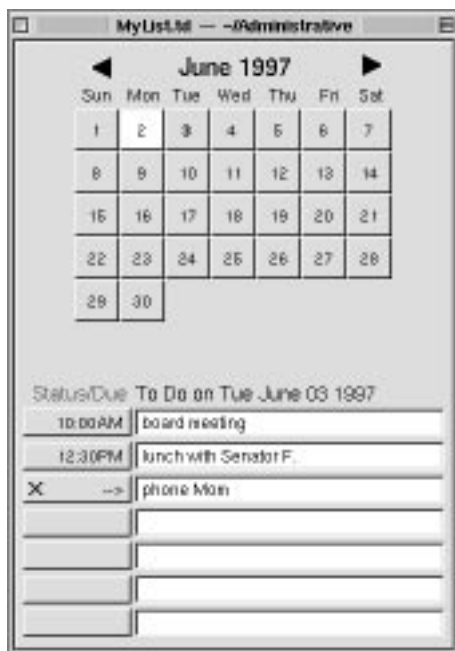 MyList.td — ~/Administrative
June 1997
Sun Mon Tue Wed Thu Fri Sat
1 2 3 4 5 6 7
8 9 10 11 12 13 14
15 16 17 18 19 20 21
22 23 24 25 26 27 28
29 30
Status/Due To Do on Tue June 03 1997
10:00AM board meeting
12:30PM lunch with Senator F.
X --> phone Mom